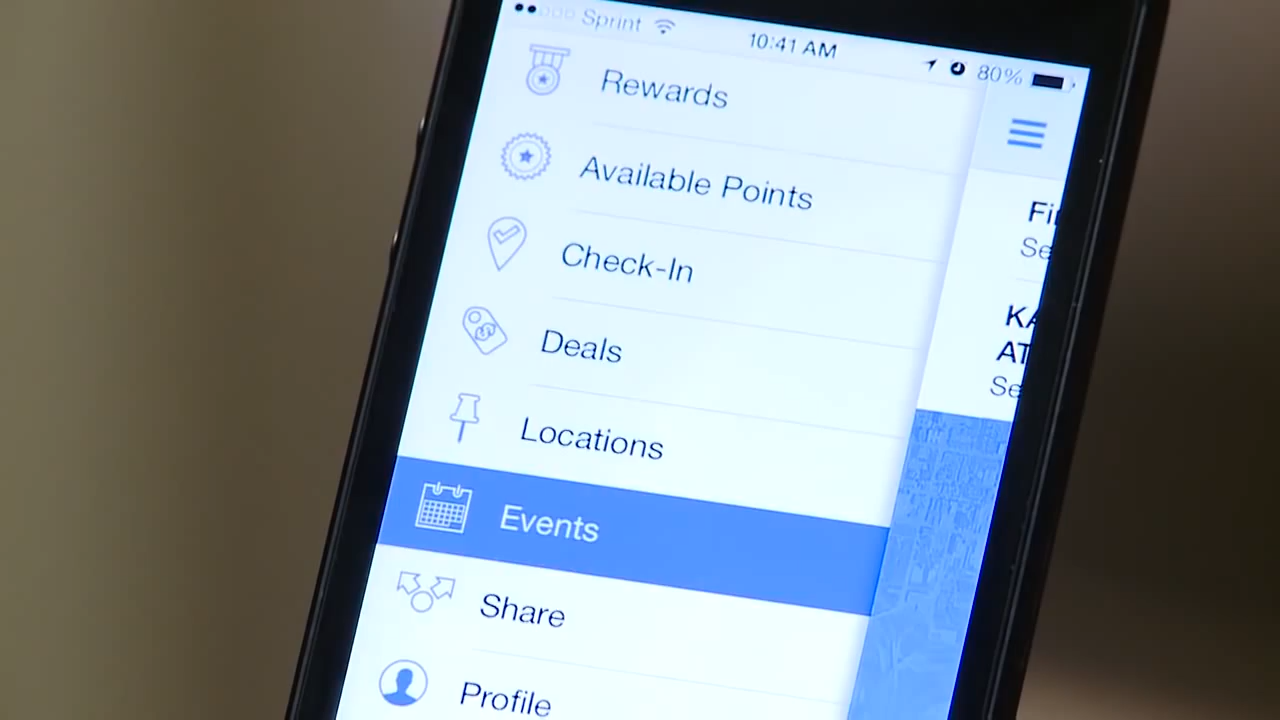 Sprint 10:41 AM 80%
Rewards
Available Points
Check-In
Deals
Locations
Events
Share
Profile
Fi
Se
KA
AT
Se